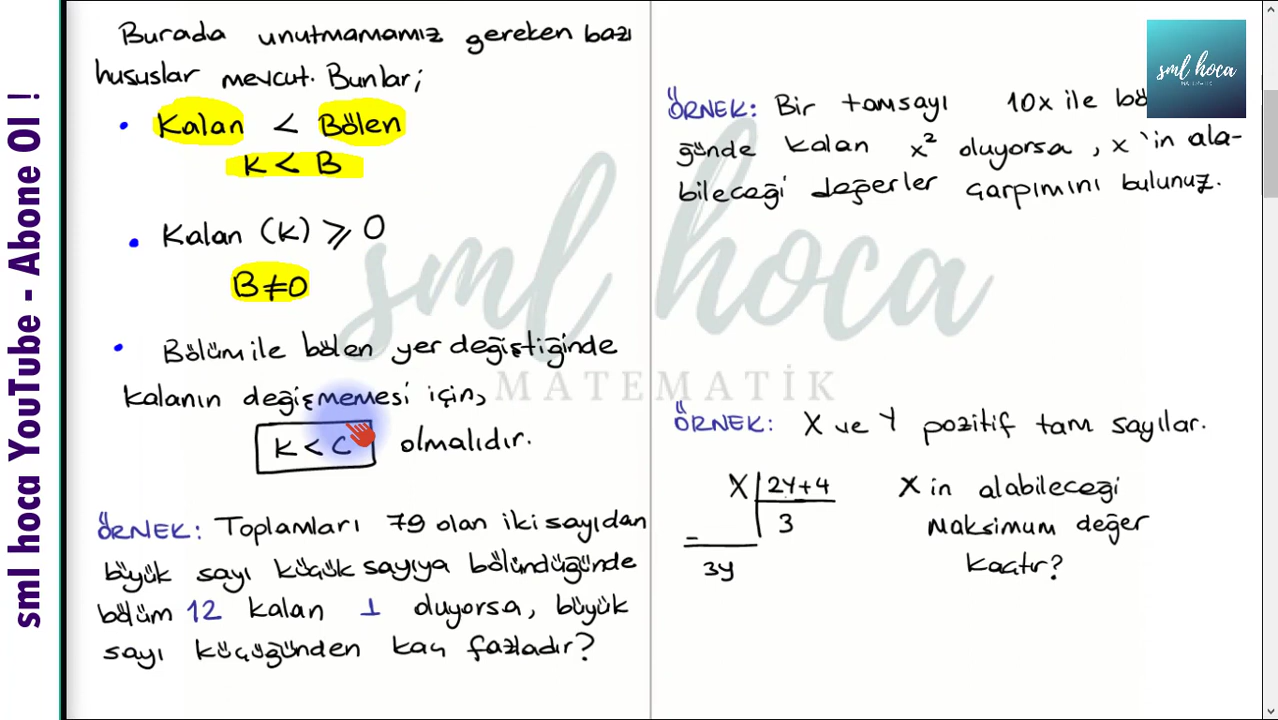 sml hoca YouTube - Abone Ol !
Burada unutmamamız gereken bazı
hususlar mevcut. Bunlar;
• Kalan < Bölen
K < B
• Kalan (K) ⩾ 0
B≠0
• Bölüm ile bölen yer değiştiğinde
kalanın değişmemesi için,
K < C olmalıdır.
ÖRNEK: Toplamları 79 olan iki sayıdan
büyük sayı küçük sayıya bölündüğünde
bölüm 12 kalan 1 oluyorsa, büyük
sayı küçüğünden kaç fazladır?
sml hoca
MATEMATİK
ÖRNEK: Bir tamsayı 10x ile bö
ğünde kalan x² oluyorsa, x'in ala-
bileceği değerler çarpımını bulunuz.
sml hoca
MATEMATİK
ÖRNEK: X ve Y pozitif tam sayılar.
X | 2Y+4
3
-
3y
X in alabileceği
maksimum değer
kaçtır?